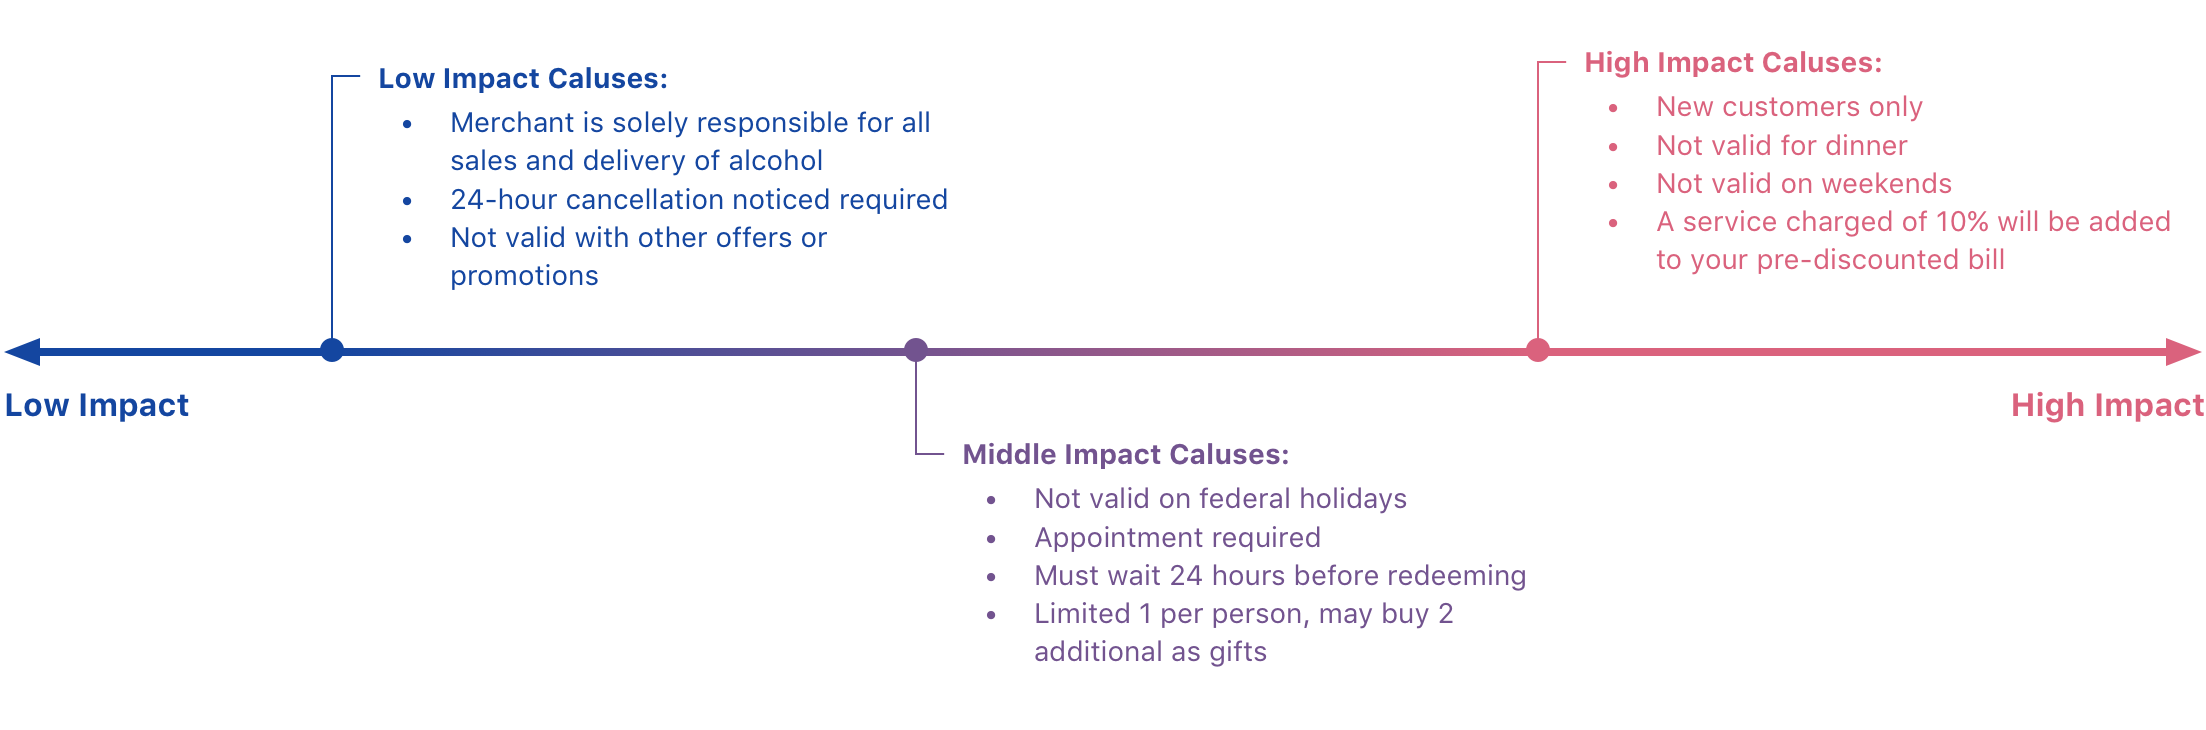 Low Impact Caluses:
• Merchant is solely responsible for all
sales and delivery of alcohol
• 24-hour cancellation noticed required
• Not valid with other offers or
promotions
High Impact Caluses:
• New customers only
• Not valid for dinner
• Not valid on weekends
• A service charged of 10% will be added
to your pre-discounted bill
Low Impact
High Impact
Middle Impact Caluses:
• Not valid on federal holidays
• Appointment required
• Must wait 24 hours before redeeming
• Limited 1 per person, may buy 2
additional as gifts